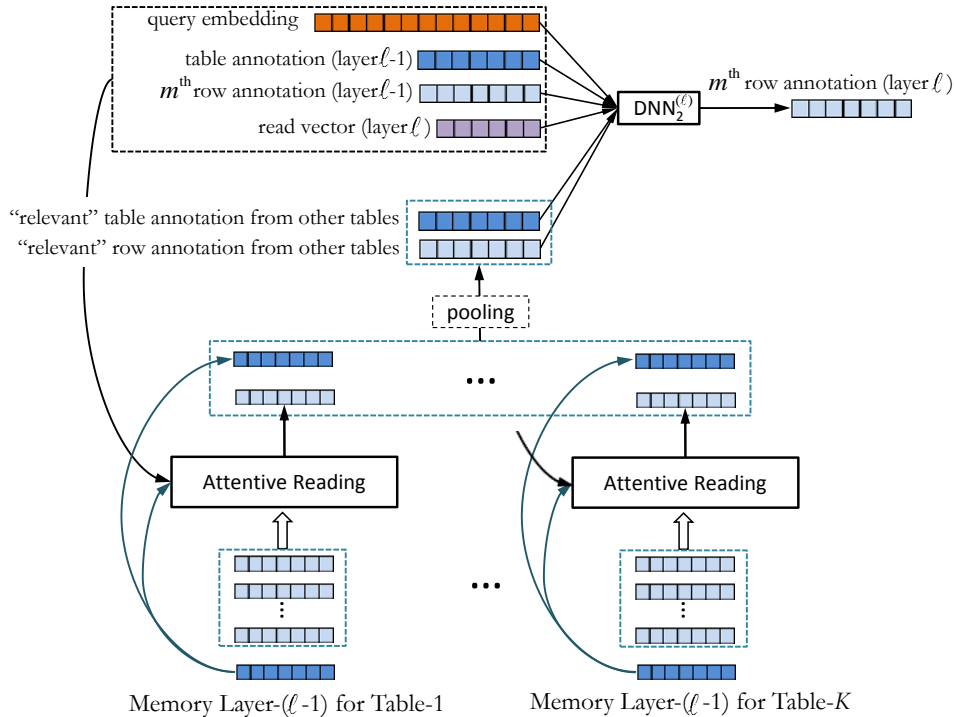 query embedding
table annotation (layer ℓ-1)
mᵗʰ row annotation (layer ℓ-1)
read vector (layer ℓ)
DNN₂⁽ℓ⁾
mᵗʰ row annotation (layer ℓ)
“relevant” table annotation from other tables
“relevant” row annotation from other tables
pooling
...
Attentive Reading
Attentive Reading
⋮
...
⋮
Memory Layer-(ℓ-1) for Table-1
Memory Layer-(ℓ-1) for Table-K